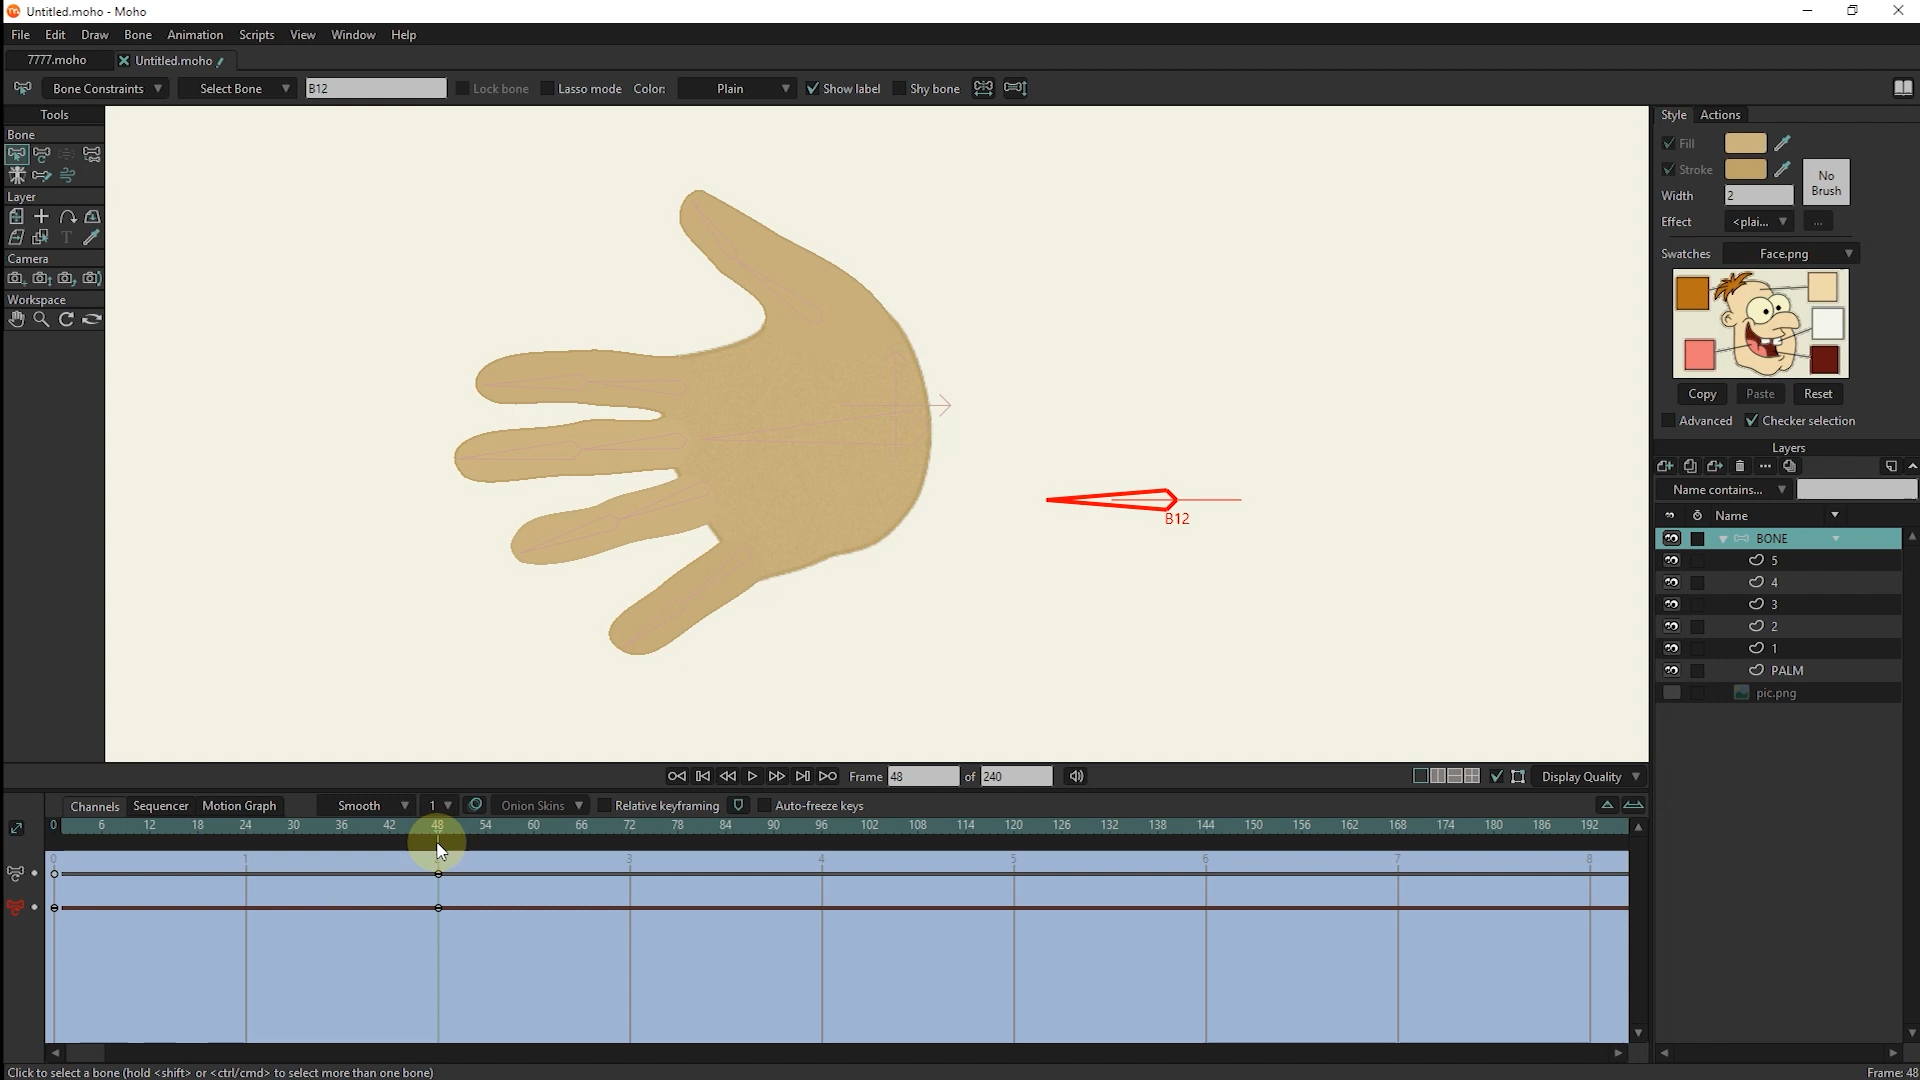 Untitled.moho - Moho
File Edit Draw Bone Animation Scripts View Window Help
7777.moho Untitled.moho
Bone Constraints Select Bone B12 Lock bone Lasso mode Color: Plain Show label Shy bone
Tools
Bone
Layer
Camera
Workspace
B12
Style Actions
Fill
Stroke
No Brush
Width 2
Effect <plai... ...
Swatches Face.png
Copy Paste Reset
Advanced Checker selection
Layers
Name contains...
Name
BONE
5
4
3
2
1
PALM
pic.png
Frame 48 of 240 Display Quality
Channels Sequencer Motion Graph Smooth 1 Onion Skins Relative keyframing Auto-freeze keys
0 6 12 18 24 30 36 42 48 54 60 66 72 78 84 90 96 102 108 114 120 126 132 138 144 150 156 162 168 174 180 186 192
0 1 3 4 5 6 7 8
Click to select a bone (hold <shift> or <ctrl/cmd> to select more than one bone) Frame: 48